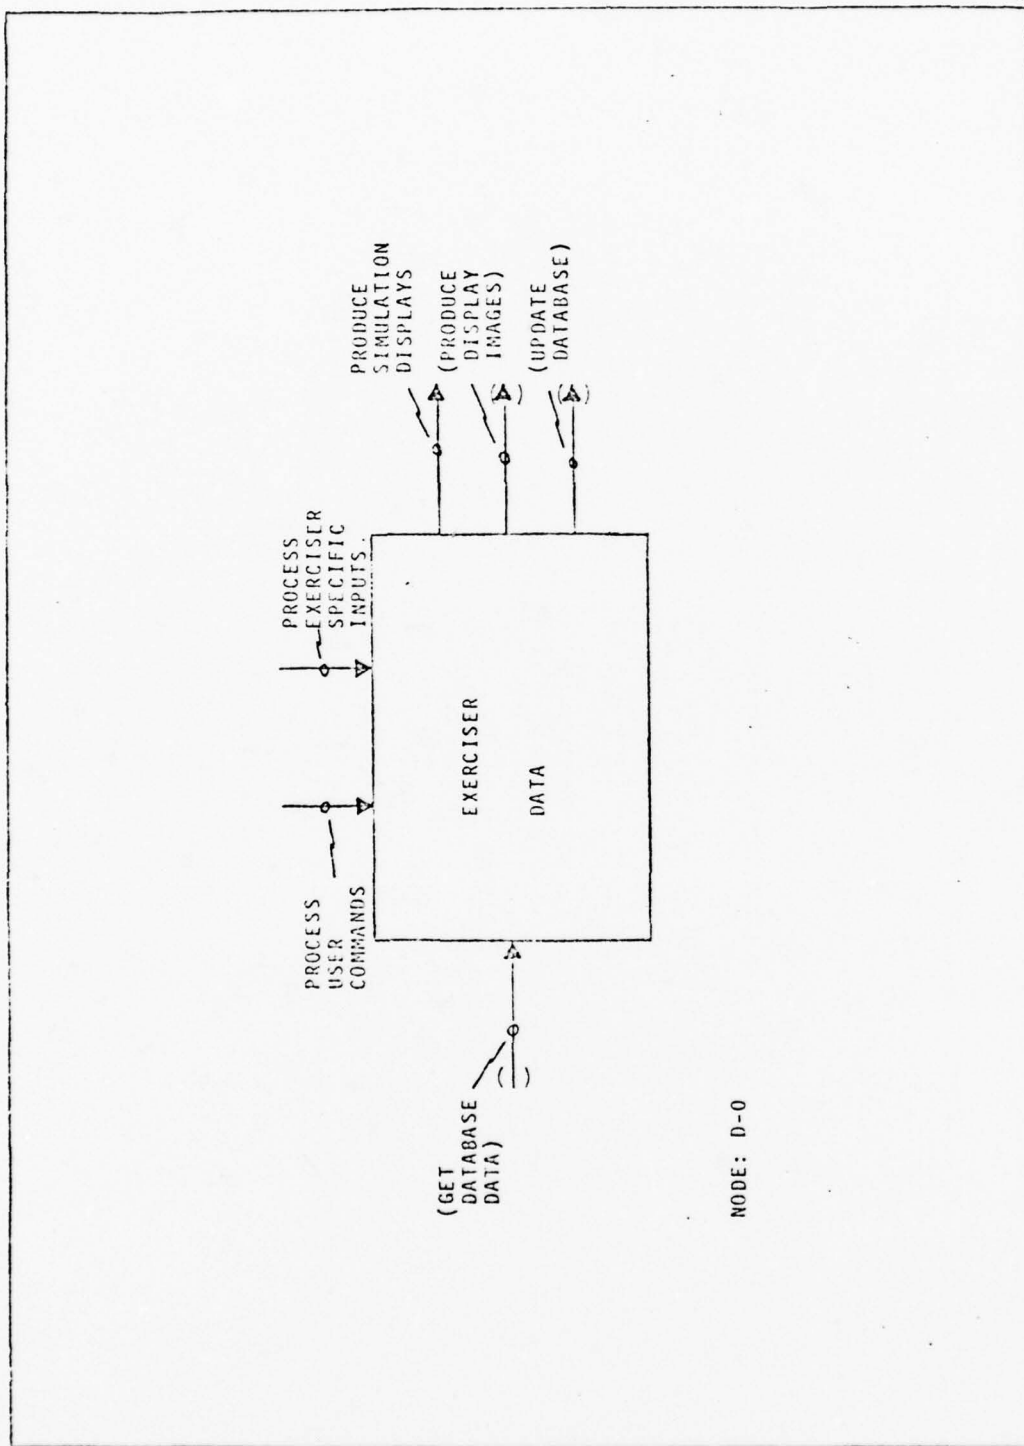 PROCESS
EXERCISER
SPECIFIC
INPUTS.
PROCESS
USER
COMMANDS
PRODUCE
SIMULATION
DISPLAYS
(PRODUCE
DISPLAY
IMAGES)
(UPDATE
DATABASE)
EXERCISER
DATA
(GET
DATABASE
DATA)
( )
( )
( )
NODE: D-0